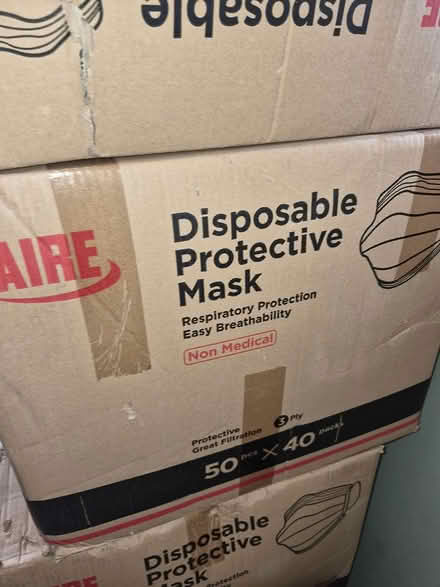 Disposable
AIRE
Disposable
Protective
Mask
Respiratory Protection
Easy Breathability
Non Medical
Protective
Great Filtration
3 Ply
50 pcs × 40 packs
Disposable
Protective
Mask